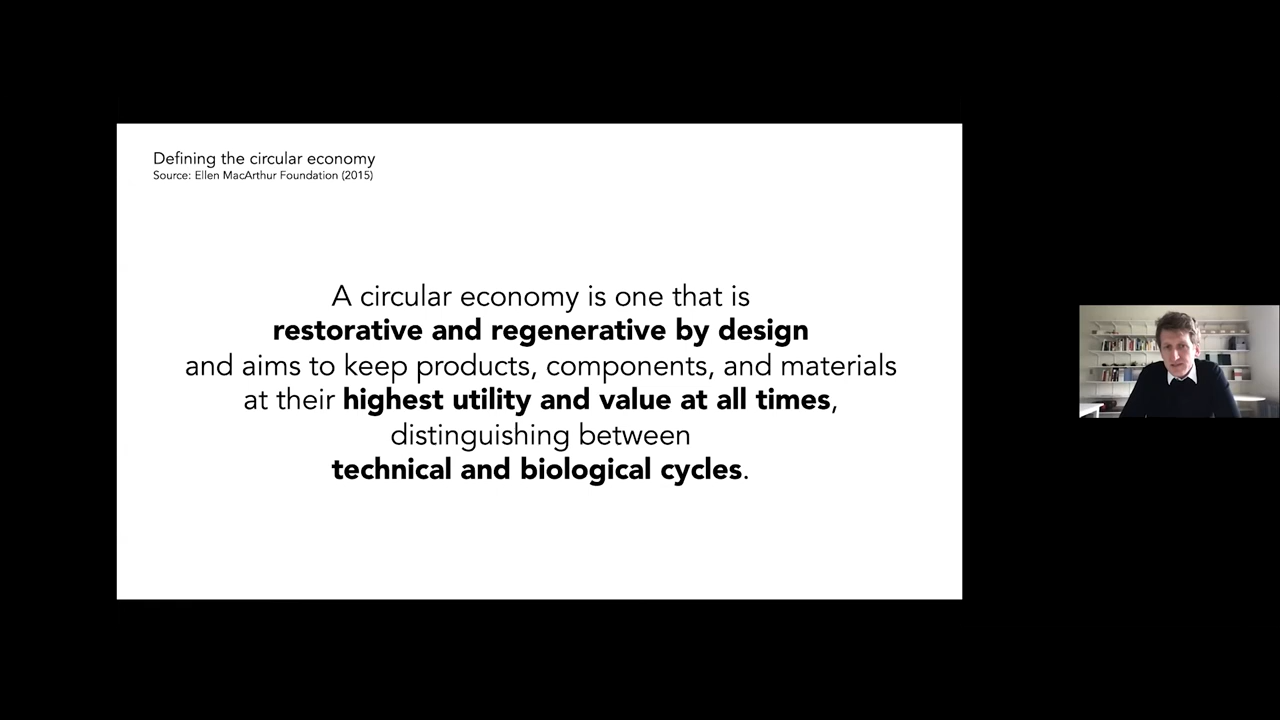 Defining the circular economy
Source: Ellen MacArthur Foundation (2015)
A circular economy is one that is
restorative and regenerative by design
and aims to keep products, components, and materials
at their highest utility and value at all times,
distinguishing between
technical and biological cycles.